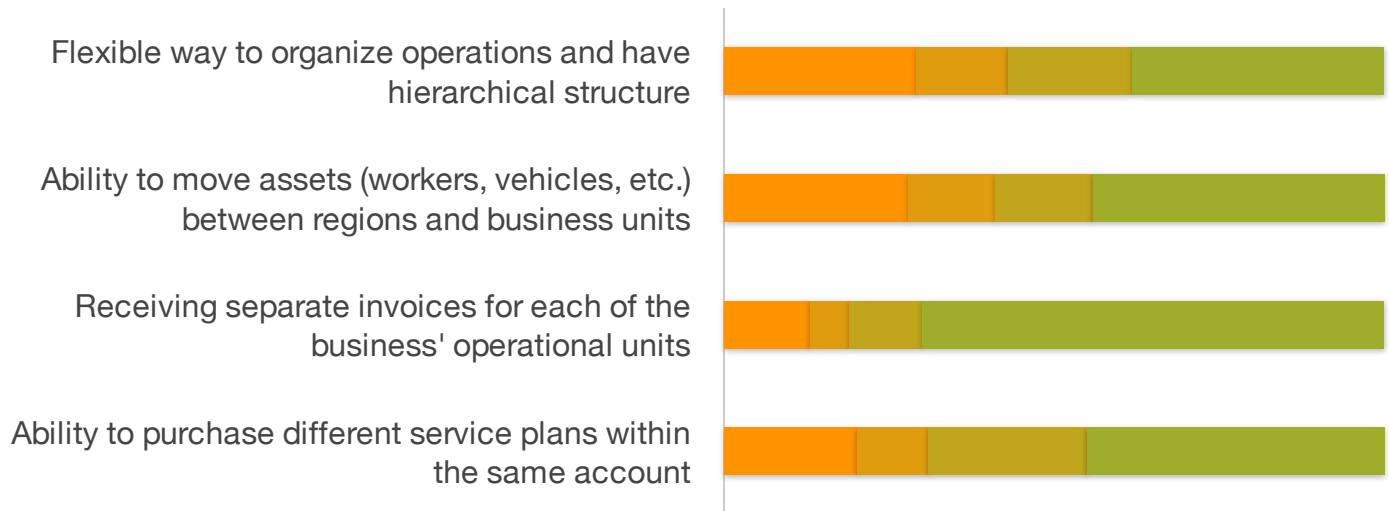 Flexible way to organize operations and have
hierarchical structure
Ability to move assets (workers, vehicles, etc.)
between regions and business units
Receiving separate invoices for each of the
business' operational units
Ability to purchase different service plans within
the same account